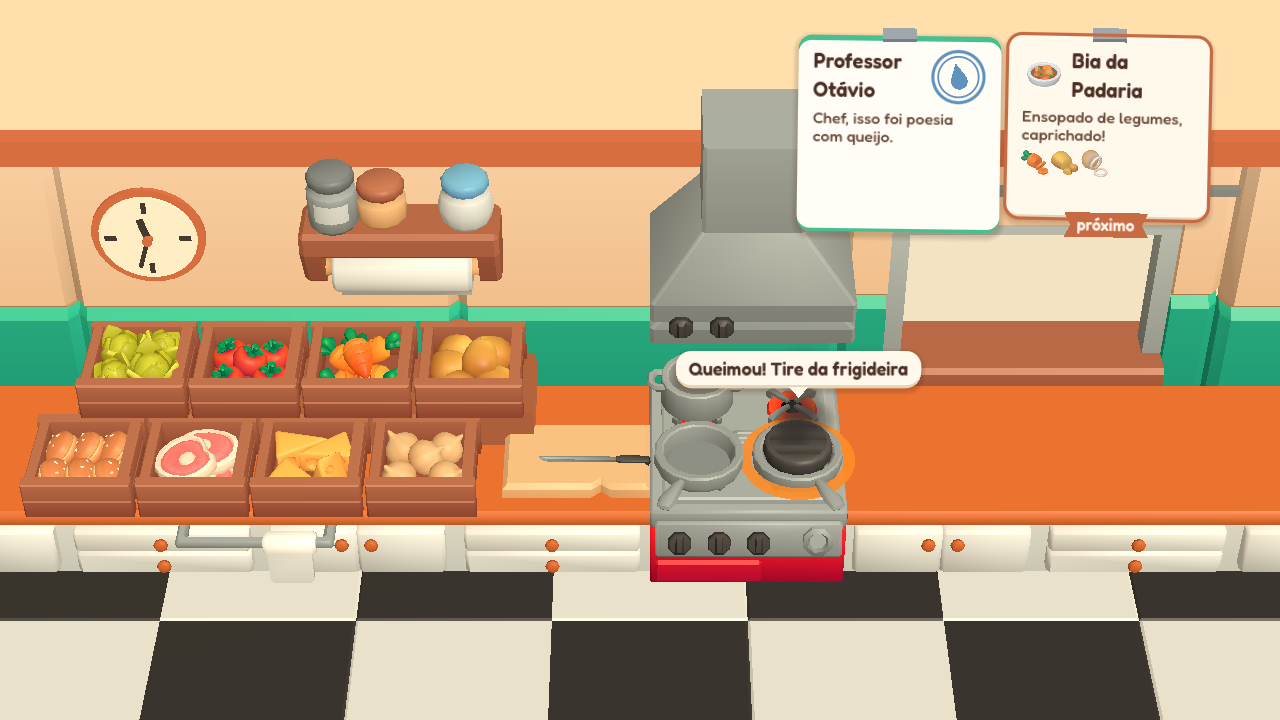 Professor
Otávio
Chef, isso foi poesia
com queijo.
Bia da
Padaria
Ensopado de legumes,
caprichado!
próximo
Queimou! Tire da frigideira